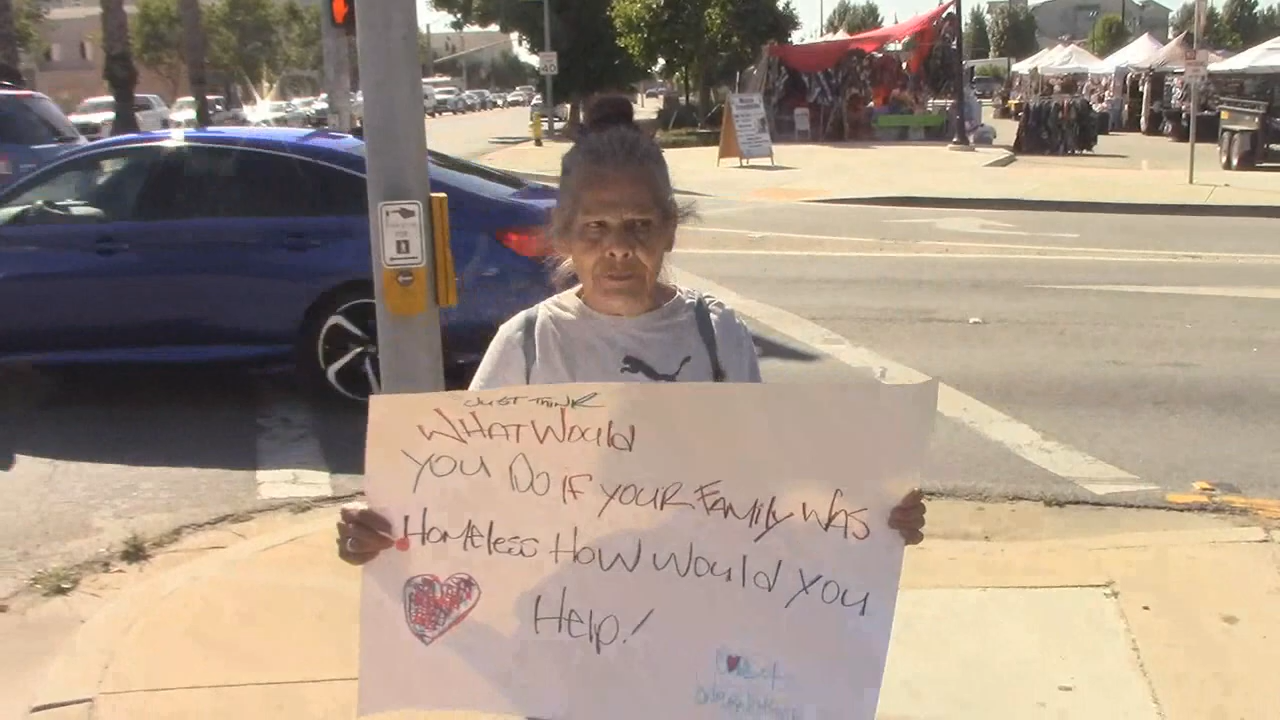 JUST THINK
WHAT Would
you Do IF youR Family WAS
Homeless How Would you
Help!